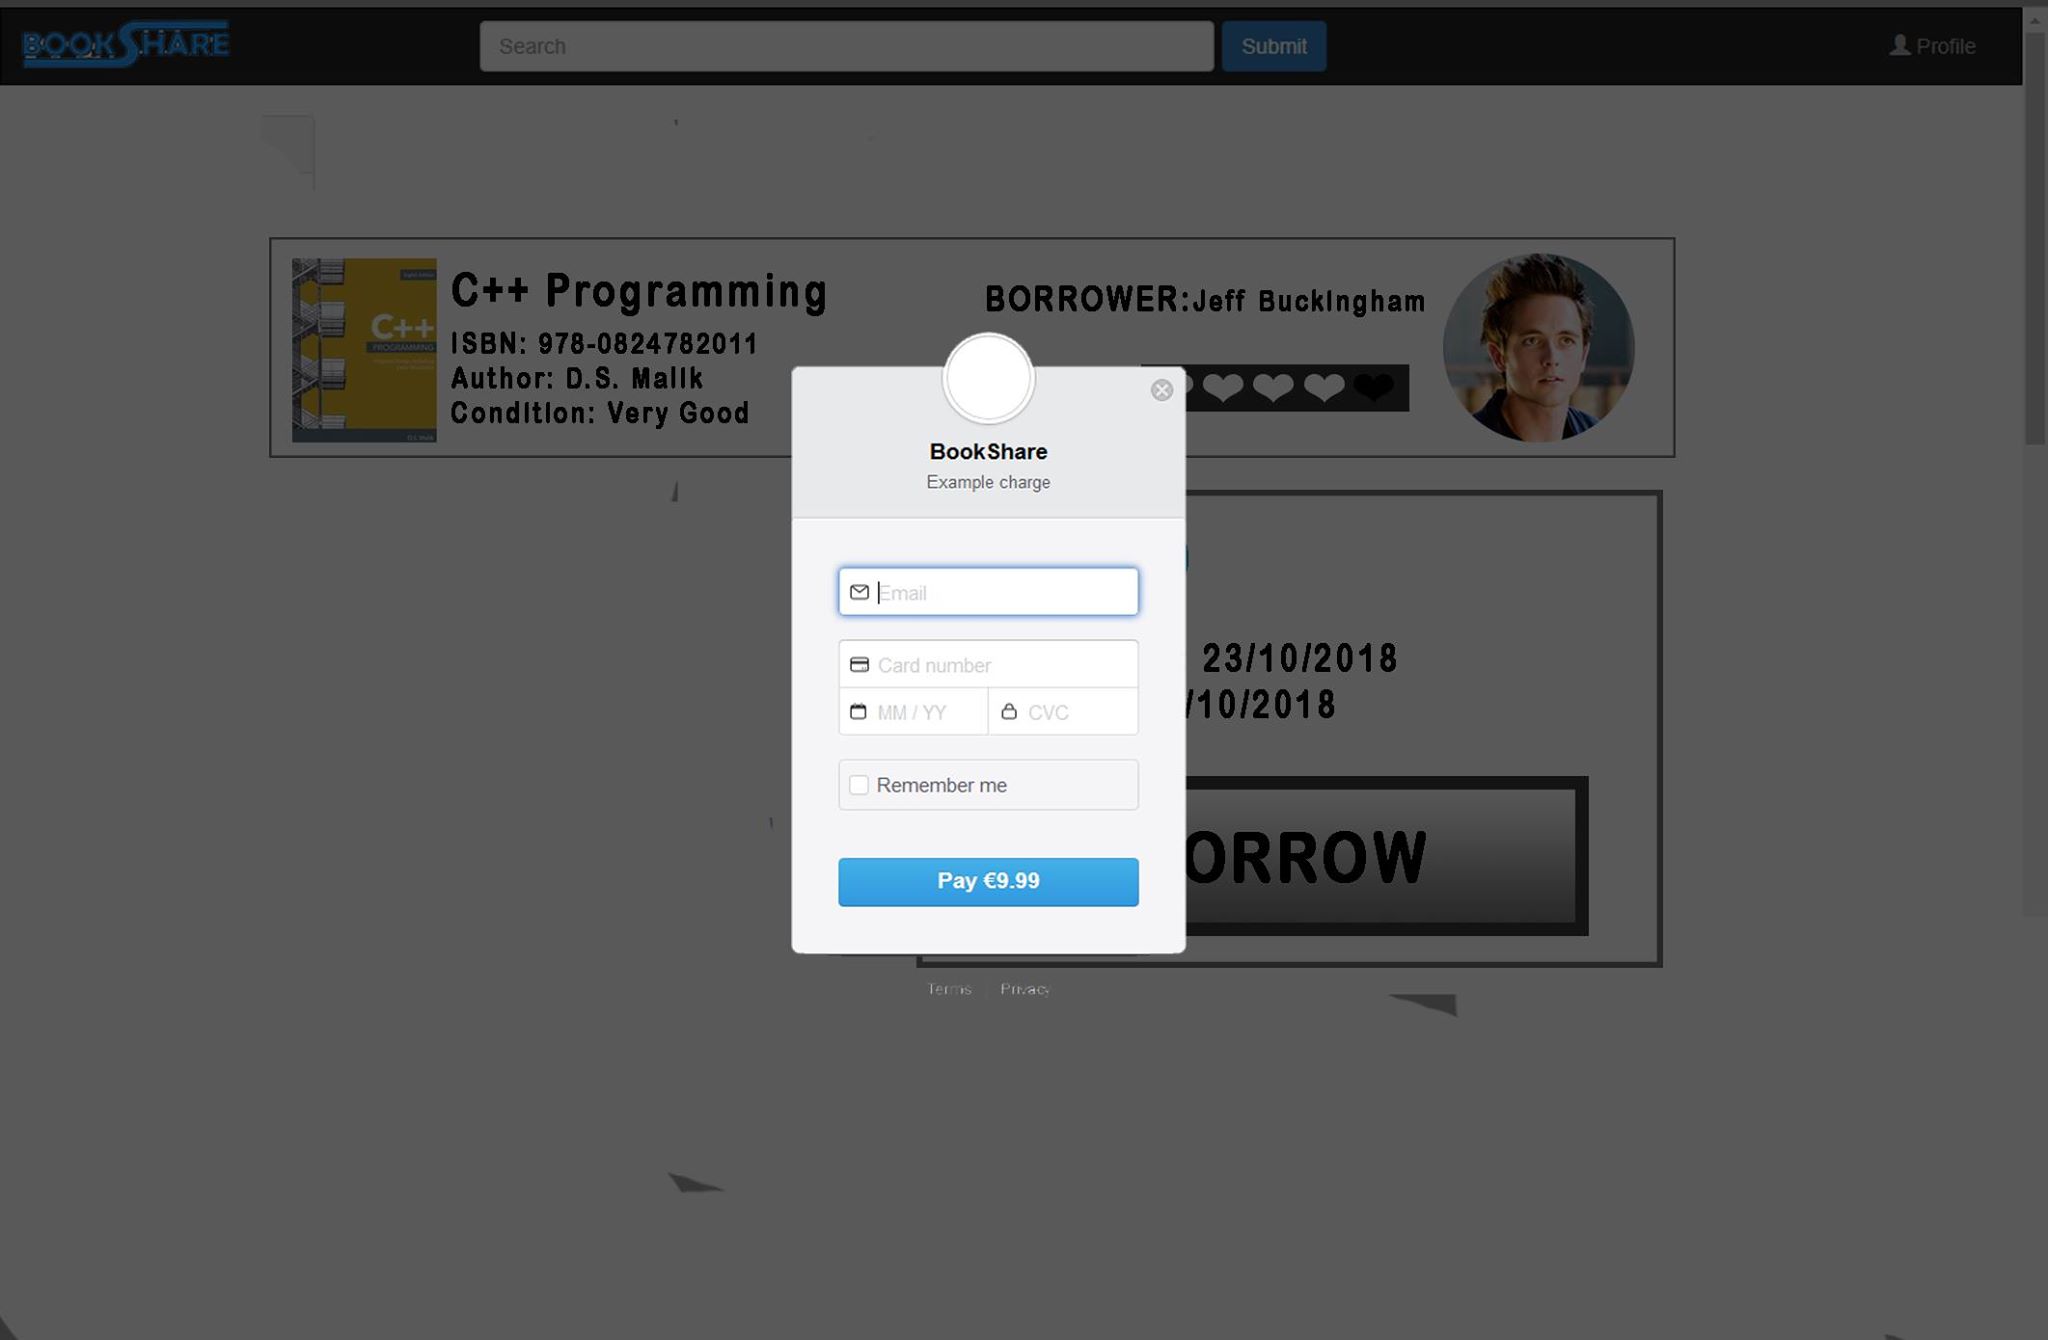 BOOKSHARE
Search
Submit
Profile
C++ Programming
ISBN: 978-0824782011
Author: D.S. Malik
Condition: Very Good
C++
PROGRAMMING
D.S. Malik
BORROWER:Jeff Buckingham
BookShare
Example charge
Email
Card number
MM / YY
CVC
Remember me
Pay €9.99
23/10/2018
/10/2018
ORROW
Terms
Privacy